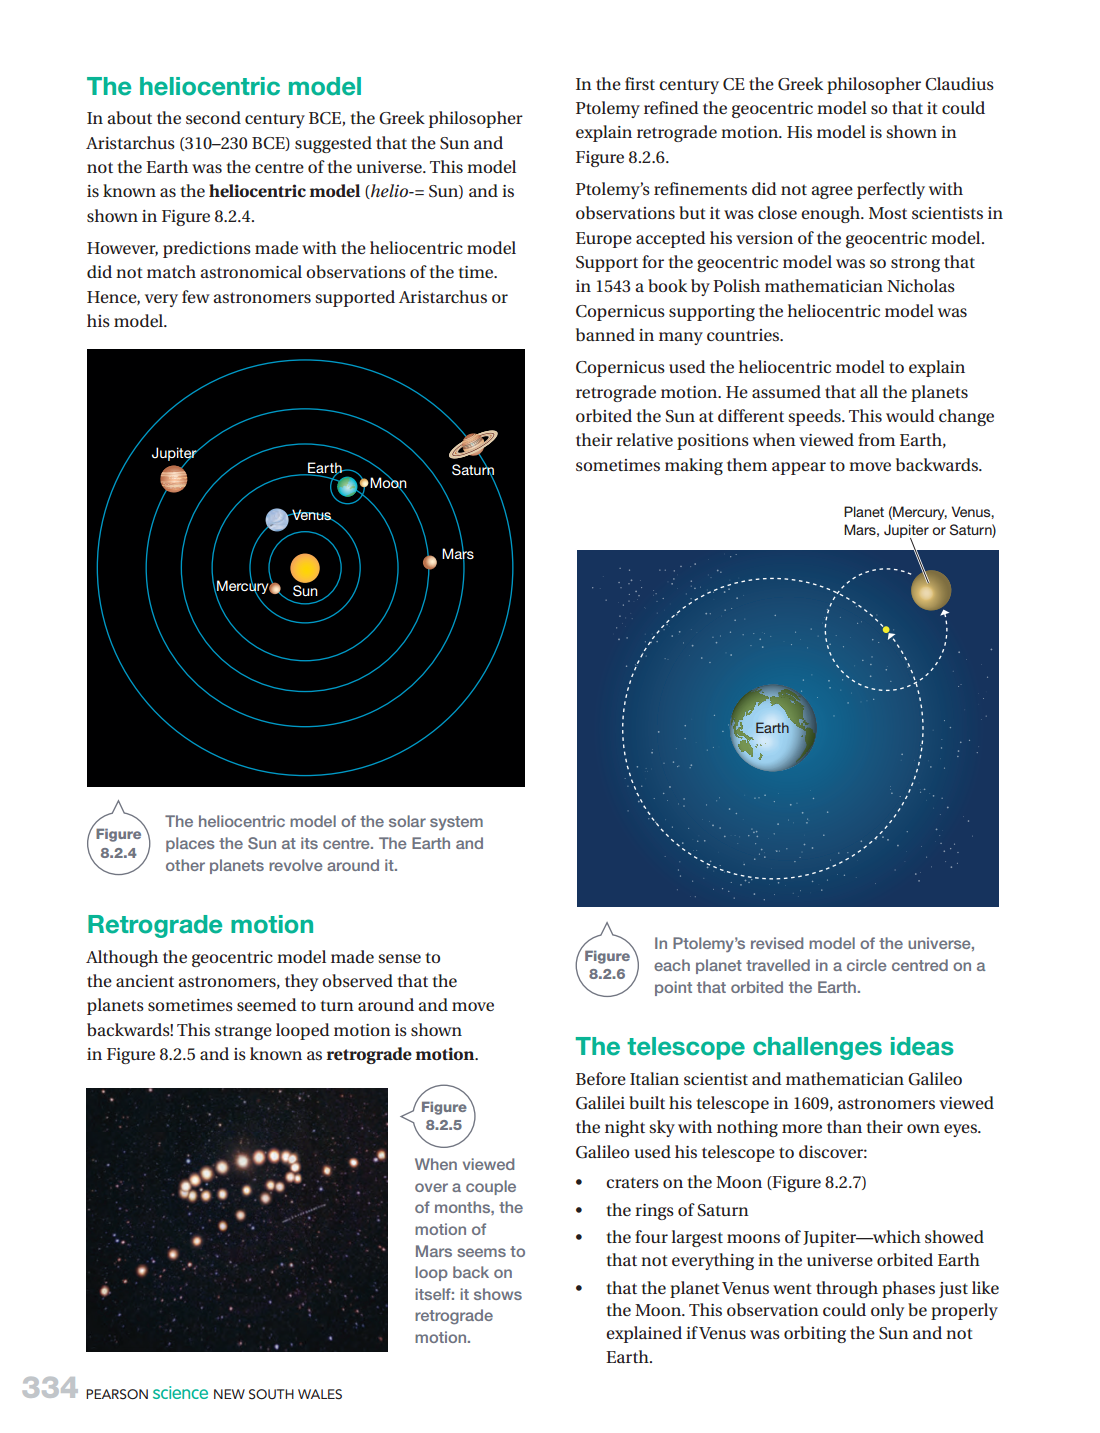 The heliocentric model
In about the second century BCE, the Greek philosopher
Aristarchus (310–230 BCE) suggested that the Sun and
not the Earth was the centre of the universe. This model
is known as the heliocentric model (helio-= Sun) and is
shown in Figure 8.2.4.
However, predictions made with the heliocentric model
did not match astronomical observations of the time.
Hence, very few astronomers supported Aristarchus or
his model.
Jupiter
Earth
Moon
Saturn
Venus
Mars
Mercury
Sun
Figure
8.2.4
The heliocentric model of the solar system
places the Sun at its centre. The Earth and
other planets revolve around it.
Retrograde motion
Although the geocentric model made sense to
the ancient astronomers, they observed that the
planets sometimes seemed to turn around and move
backwards! This strange looped motion is shown
in Figure 8.2.5 and is known as retrograde motion.
Figure
8.2.5
When viewed
over a couple
of months, the
motion of
Mars seems to
loop back on
itself: it shows
retrograde
motion.
In the first century CE the Greek philosopher Claudius
Ptolemy refined the geocentric model so that it could
explain retrograde motion. His model is shown in
Figure 8.2.6.
Ptolemy's refinements did not agree perfectly with
observations but it was close enough. Most scientists in
Europe accepted his version of the geocentric model.
Support for the geocentric model was so strong that
in 1543 a book by Polish mathematician Nicholas
Copernicus supporting the heliocentric model was
banned in many countries.
Copernicus used the heliocentric model to explain
retrograde motion. He assumed that all the planets
orbited the Sun at different speeds. This would change
their relative positions when viewed from Earth,
sometimes making them appear to move backwards.
Planet (Mercury, Venus,
Mars, Jupiter or Saturn)
Earth
Figure
8.2.6
In Ptolemy's revised model of the universe,
each planet travelled in a circle centred on a
point that orbited the Earth.
The telescope challenges ideas
Before Italian scientist and mathematician Galileo
Galilei built his telescope in 1609, astronomers viewed
the night sky with nothing more than their own eyes.
Galileo used his telescope to discover:
• craters on the Moon (Figure 8.2.7)
• the rings of Saturn
• the four largest moons of Jupiter—which showed
that not everything in the universe orbited Earth
• that the planet Venus went through phases just like
the Moon. This observation could only be properly
explained if Venus was orbiting the Sun and not
Earth.
334 PEARSON science NEW SOUTH WALES